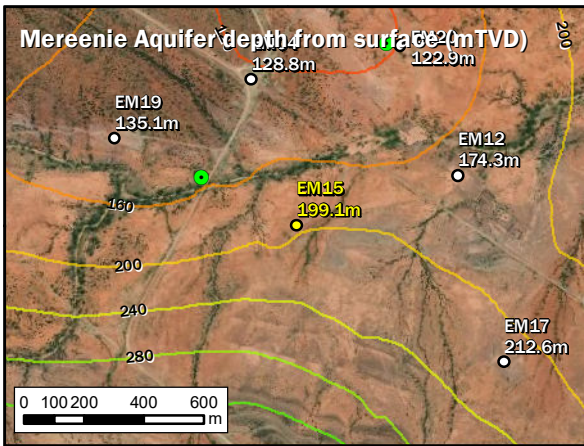 Mereenie Aquifer depth from surface (mTVD)
200
128.8m
122.9m
EM19
135.1m
EM12
174.3m
160
EM15
199.1m
200
240
EM17
212.6m
280
0 100 200 400 600
m